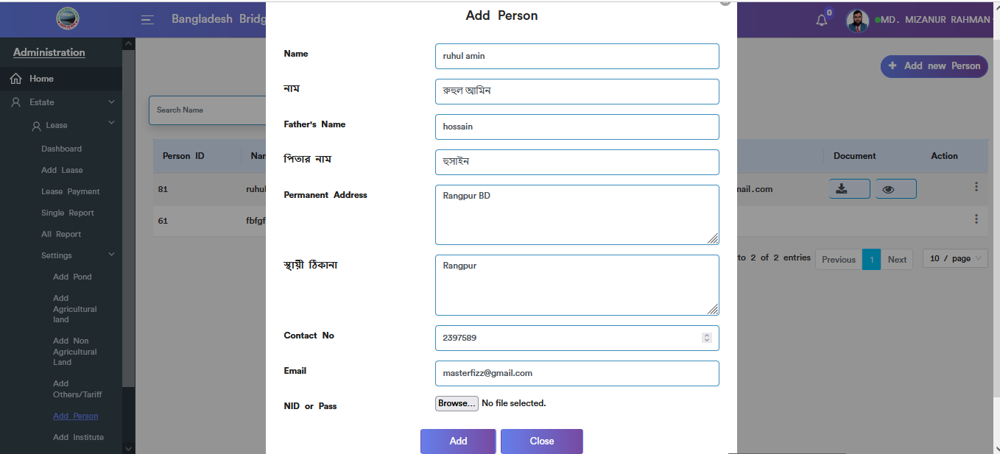 Bangladesh Bridg
0
MD. MIZANUR RAHMAN
Administration
Home
Estate
Lease
Dashboard
Add Lease
Lease Payment
Single Report
All Report
Settings
Add Pond
Add
Agricultural
land
Add Non
Agricultural
Land
Add
Others/Tariff
Add Person
Add Institute
+ Add new Person
Search Name
Person ID Nam Document Action
81 ruhul mail.com
61 fbfgf
to 2 of 2 entries Previous 1 Next 10 / page
Add Person
Name ruhul amin
নাম রুহুল আমিন
Father's Name hossain
পিতার নাম হুসাইন
Permanent Address Rangpur BD
স্থায়ী ঠিকানা Rangpur
Contact No 2397589
Email masterfizz@gmail.com
NID or Pass Browse... No file selected.
Add Close